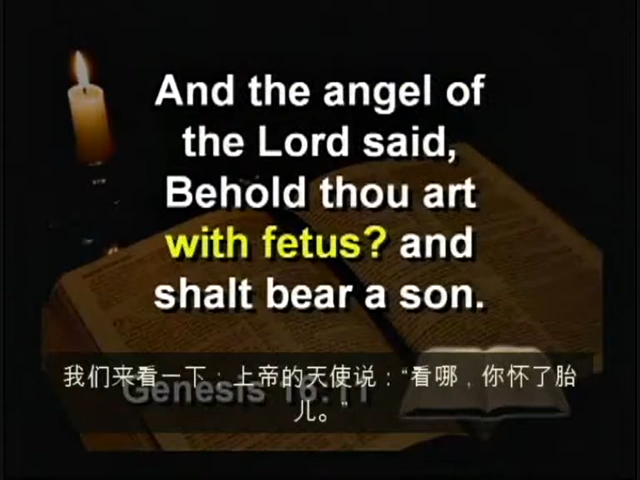 And the angel of
the Lord said,
Behold thou art
with fetus? and
shalt bear a son.
我们来看一下：上帝的天使说：“看哪，你怀了胎
儿。”
Genesis 16:11